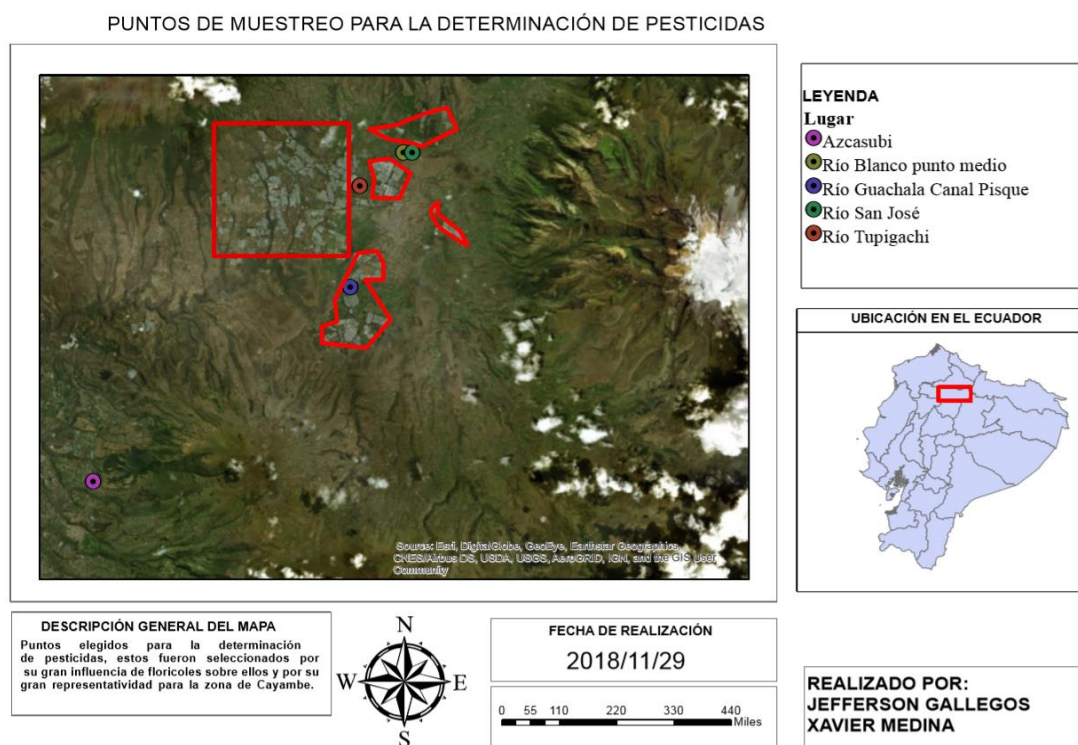 PUNTOS DE MUESTREO PARA LA DETERMINACIÓN DE PESTICIDAS
LEYENDA
Lugar
Azcasubi
Río Blanco punto medio
Río Guachala Canal Pisque
Río San José
Río Tupigachi
UBICACIÓN EN EL ECUADOR
Source: Esri, DigitalGlobe, GeoEye, Earthstar Geographics,
CNES/Airbus DS, USDA, USGS, AeroGRID, IGN, and the GIS User
Community
DESCRIPCIÓN GENERAL DEL MAPA
Puntos elegidos para la determinación
de pesticidas, estos fueron seleccionados por
su gran influencia de floricoles sobre ellos y por su
gran representatividad para la zona de Cayambe.
N
W E
S
FECHA DE REALIZACIÓN
2018/11/29
0 55 110 220 330 440
Miles
REALIZADO POR:
JEFFERSON GALLEGOS
XAVIER MEDINA